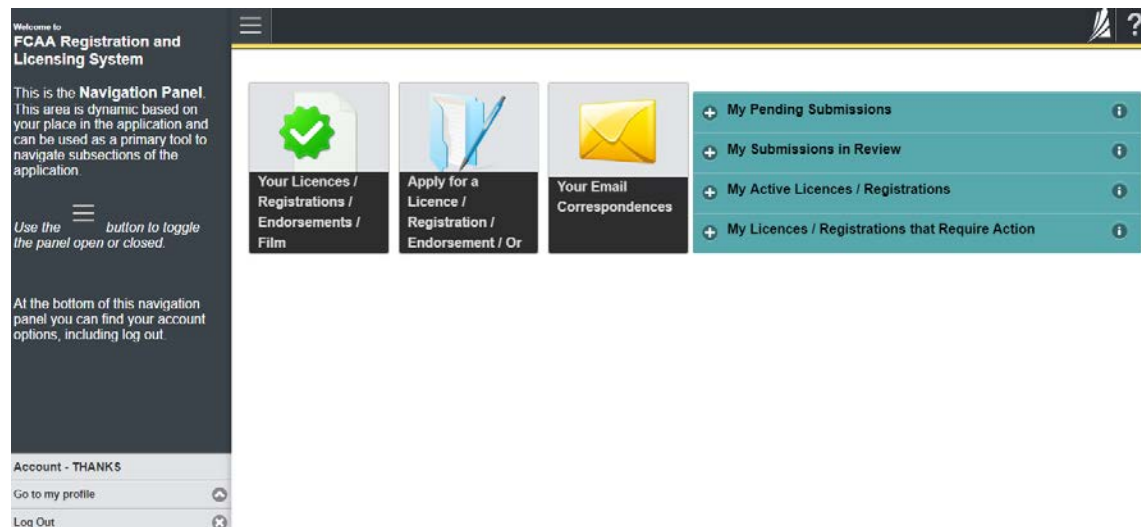 Welcome to
FCAA Registration and
Licensing System
This is the Navigation Panel.
This area is dynamic based on
your place in the application and
can be used as a primary tool to
navigate subsections of the
application.
Use the button to toggle
the panel open or closed.
At the bottom of this navigation
panel you can find your account
options, including log out.
Account - THANKS
Go to my profile
Log Out
?
Your Licences /
Registrations /
Endorsements /
Film
Apply for a
Licence /
Registration /
Endorsement / Or
Your Email
Correspondences
My Pending Submissions
My Submissions in Review
My Active Licences / Registrations
My Licences / Registrations that Require Action